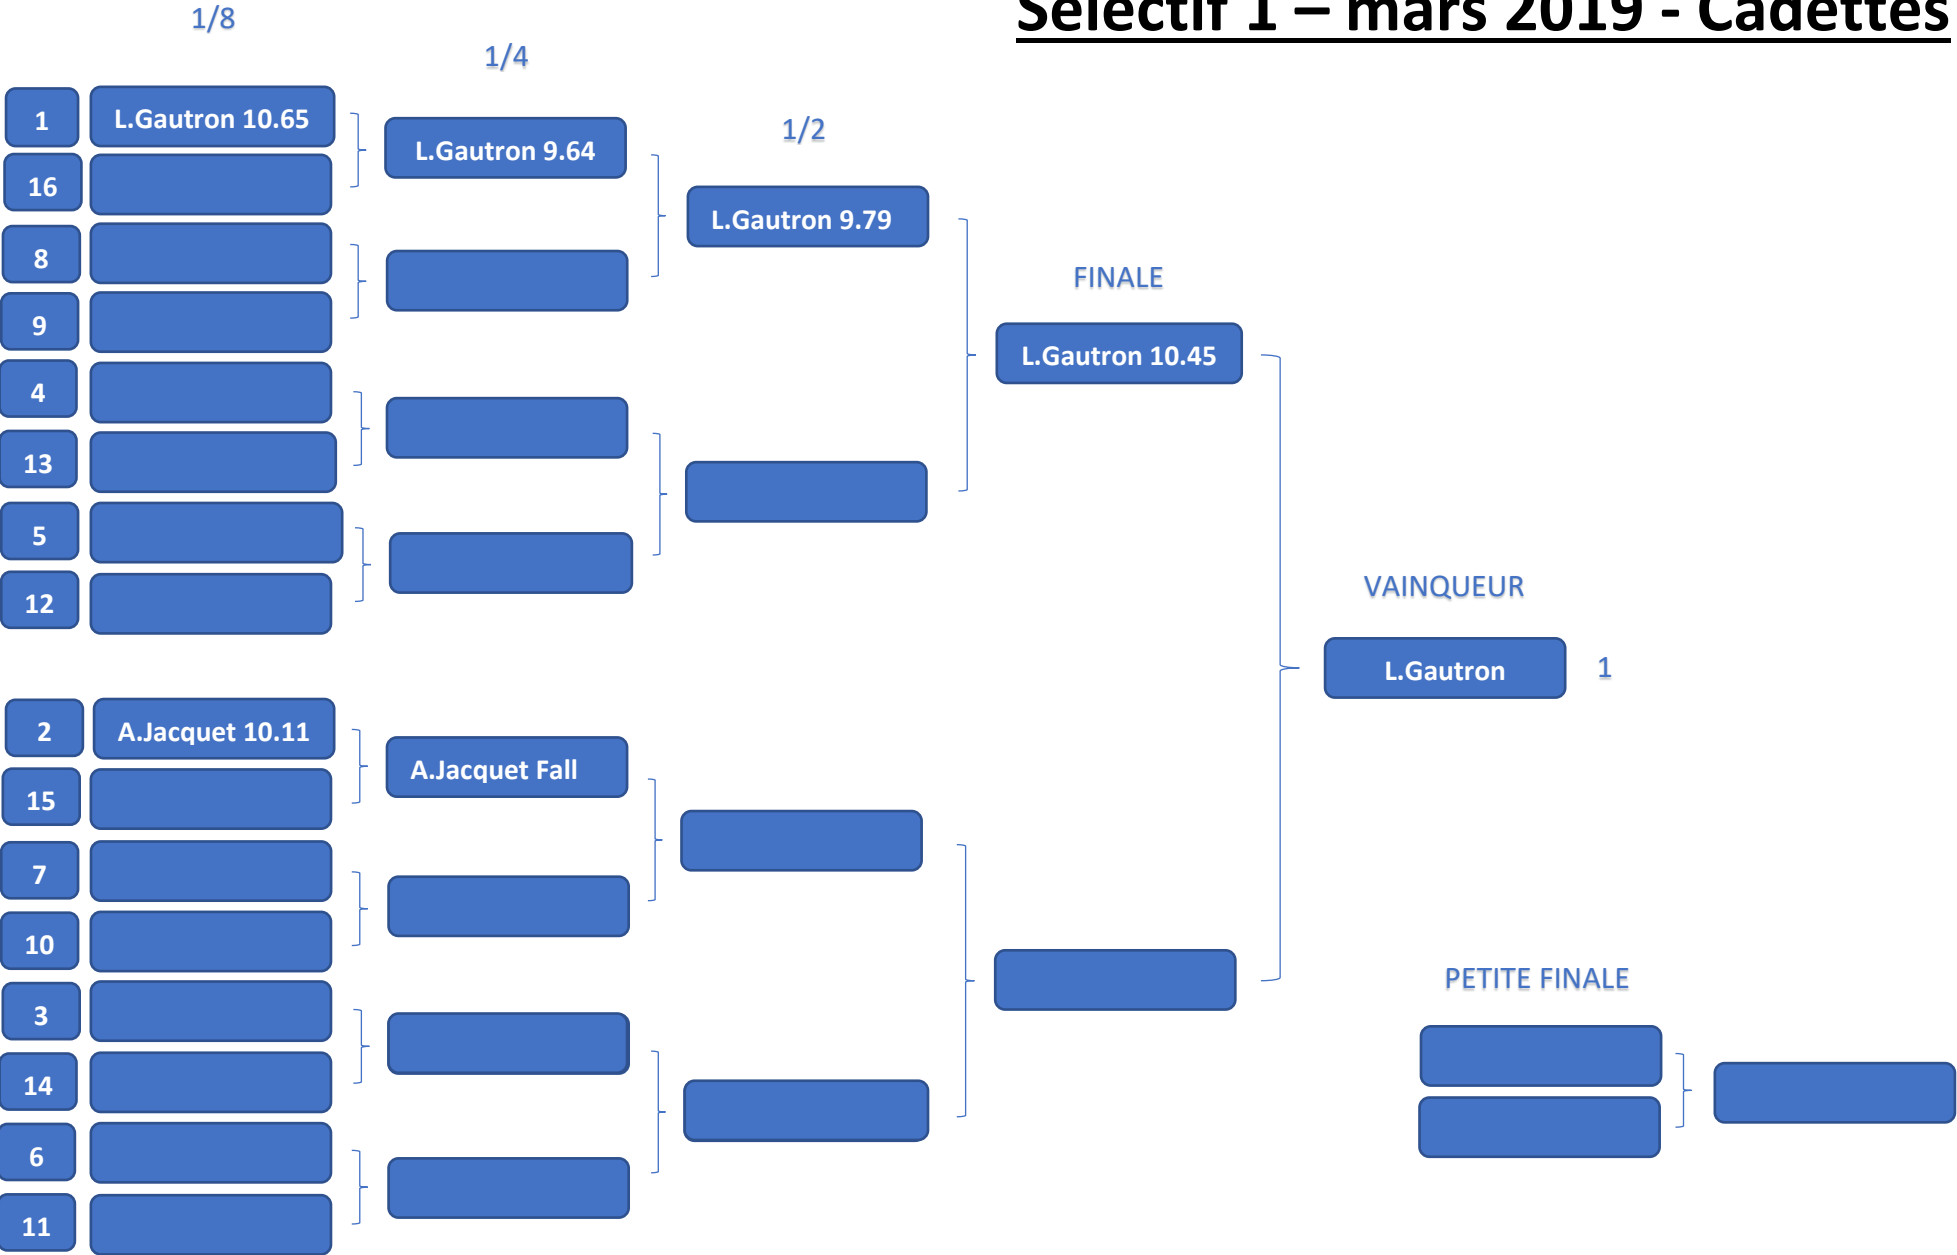 Sélectif 1 – mars 2019 - Cadettes
1/8
1/4
1/2
FINALE
VAINQUEUR
PETITE FINALE
1 L.Gautron 10.65
16
8
9
4
13
5
12
2 A.Jacquet 10.11
15
7
10
3
14
6
11
L.Gautron 9.64
A.Jacquet Fall
L.Gautron 9.79
L.Gautron 10.45
L.Gautron 1